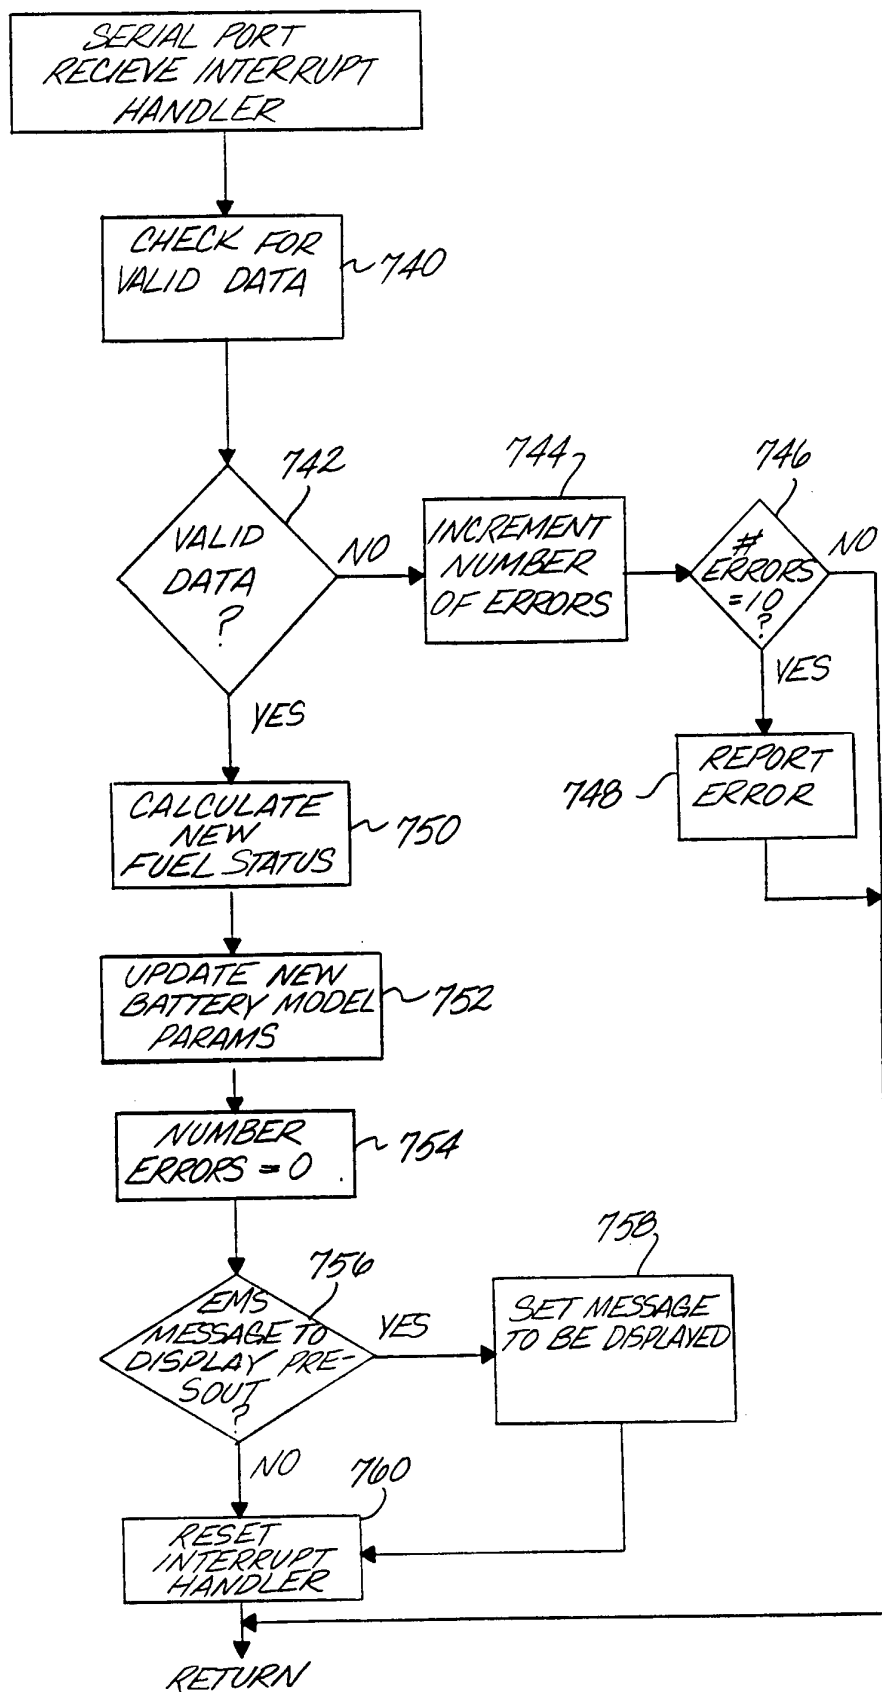 SERIAL PORT
RECIEVE INTERRUPT
HANDLER
CHECK FOR
VALID DATA
740
742
VALID
DATA
?
NO
YES
744
INCREMENT
NUMBER
OF ERRORS
746
#
ERRORS
=10
?
NO
YES
748
REPORT
ERROR
CALCULATE
NEW
FUEL STATUS
750
UPDATE NEW
BATTERY MODEL
PARAMS
752
NUMBER
ERRORS = 0
754
756
EMS
MESSAGE TO
DISPLAY PRE-
SOUT
?
YES
NO
758
SET MESSAGE
TO BE DISPLAYED
760
RESET
INTERRUPT
HANDLER
RETURN